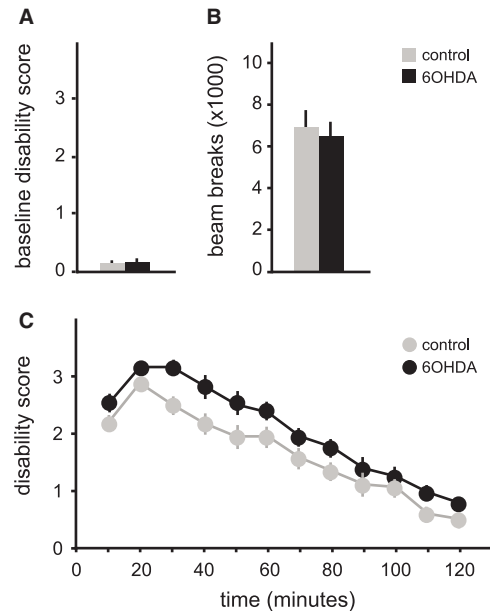 A
baseline disability score
3
2
1
0
B
beam breaks (x1000)
10
8
6
4
2
0
control
6OHDA
C
disability score
3
2
1
0
control
6OHDA
0 20 40 60 80 100 120
time (minutes)